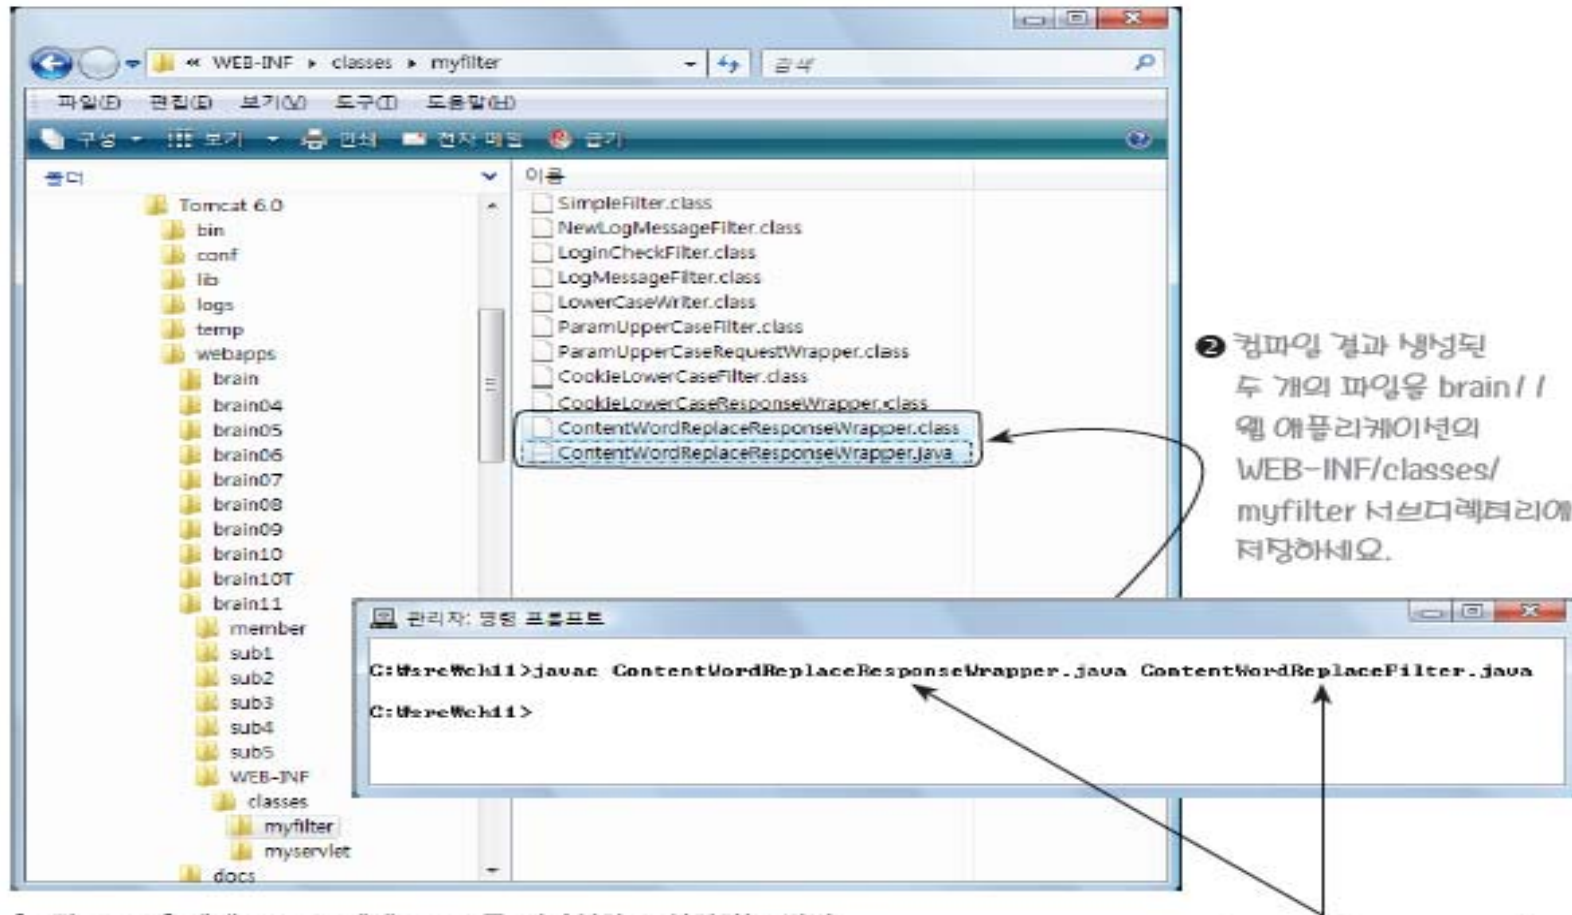 « WEB-INF ▸ classes ▸ myfilter
검색
파일(F) 편집(E) 보기(V) 도구(T) 도움말(H)
구성 보기 인쇄 전자 메일 굽기
폴더
이름
Tomcat 6.0
bin
conf
lib
logs
temp
webapps
brain
brain04
brain05
brain06
brain07
brain08
brain09
brain10
brain10T
brain11
member
sub1
sub2
sub3
sub4
sub5
WEB-INF
classes
myfilter
myservlet
docs
SimpleFilter.class
NewLogMessageFilter.class
LoginCheckFilter.class
LogMessageFilter.class
LowerCaseWriter.class
ParamUpperCaseFilter.class
ParamUpperCaseRequestWrapper.class
CookieLowerCaseFilter.class
CookieLowerCaseResponseWrapper.class
ContentWordReplaceResponseWrapper.class
ContentWordReplaceResponseWrapper.java
❷ 컴파일 결과 생성된
두 개의 파일을 brain11
웹 애플리케이션의
WEB-INF/classes/
myfilter 서브디렉터리에
저장하세요.
관리자: 명령 프롬프트
C:₩src₩ch11>javac ContentWordReplaceResponseWrapper.java ContentWordReplaceFilter.java
C:₩src₩ch11>